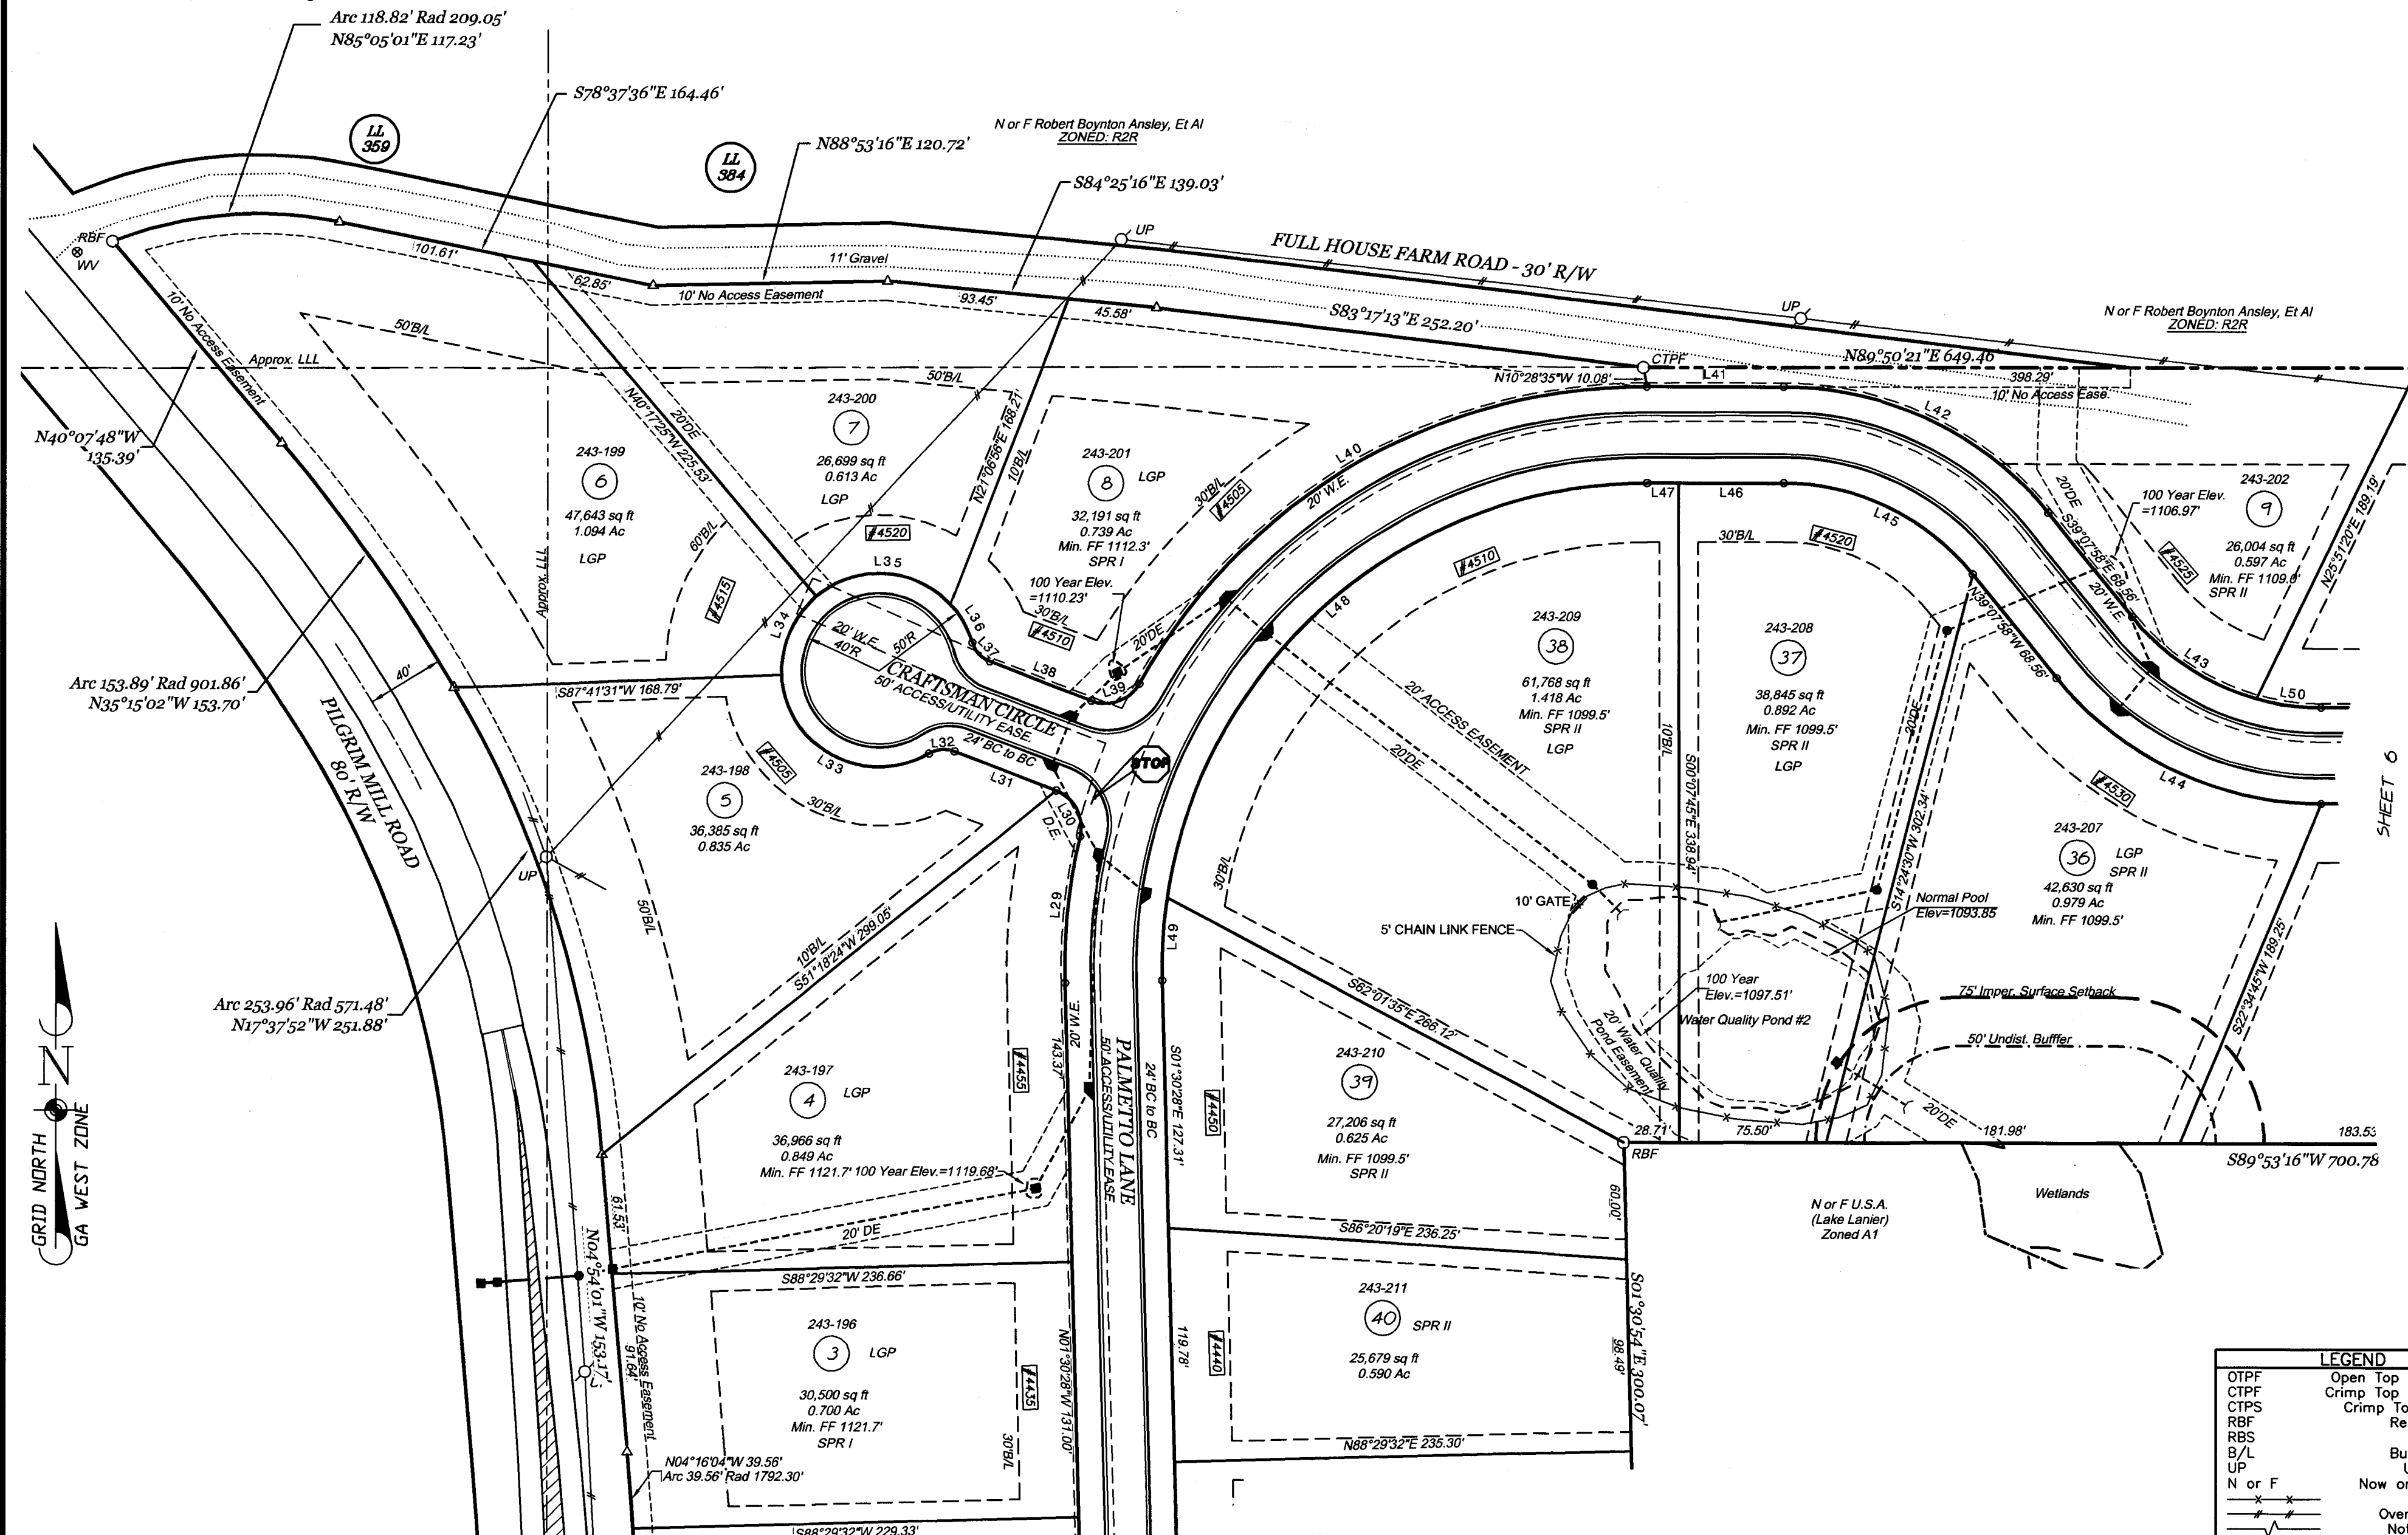 Arc 118.82' Rad 209.05'
N85°05'01"E 117.23'
S78°37'36"E 164.46'
LL
359
LL
384
N88°53'16"E 120.72'
N or F Robert Boynton Ansley, Et Al
ZONED: R2R
S84°25'16"E 139.03'
RBF
WV
UP
101.61'
62.85'
11' Gravel
10' No Access Easement
93.45'
45.58'
FULL HOUSE FARM ROAD - 30' R/W
S83°17'13"E 252.20'
UP
N or F Robert Boynton Ansley, Et Al
ZONED: R2R
CTPF
N89°50'21"E 649.46'
N10°28'35"W 10.08'
L41
398.29'
10' No Access Ease.
10' No Access Easement
50'B/L
Approx. LLL
50'B/L
N40°07'48"W
135.39'
N40°17'25"W 225.53'
20'DE
243-199
6
47,643 sq ft
1.094 Ac
LGP
60'B/L
#4515
Approx. LLL
243-200
7
26,699 sq ft
0.613 Ac
LGP
#4520
N21°06'56"E 168.21'
10'B/L
243-201
8
LGP
32,191 sq ft
0.739 Ac
Min. FF 1112.3'
SPR I
100 Year Elev.
=1110.23'
30'B/L
#4510
30'B/L
#4505
L40
20' W.E.
L42
20'DE
S39°07'58"E 68.56'
20' W.E.
100 Year Elev.
=1106.97'
243-202
9
26,004 sq ft
0.597 Ac
Min. FF 1109.0'
SPR II
#4525
N25°51'20"E 189.19'
L47
L46
L45
L43
L50
L44
L35
L34
L36
L37
L38
L39
20'DE
20' W.E.
40'R
50'R
CRAFTSMAN CIRCLE
50' ACCESS/UTILITY EASE.
24' BC to BC
L33
L32
L31
L30
D.E.
STOP
L48
#4510
30'B/L
#4520
243-209
38
61,768 sq ft
1.418 Ac
Min. FF 1099.5'
SPR II
LGP
10'B/L
S00°07'45"E 338.94'
243-208
37
38,845 sq ft
0.892 Ac
Min. FF 1099.5'
SPR II
LGP
N39°07'58"W 68.56'
20'DE
S14°24'30"W 302.34'
#4530
243-207
36
LGP
SPR II
42,630 sq ft
0.979 Ac
Min. FF 1099.5'
S22°34'45"W 189.25'
SHEET 6
S87°41'31"W 168.79'
Arc 153.89' Rad 901.86'
N35°15'02"W 153.70'
40'
PILGRIM MILL ROAD
80' R/W
UP
243-198
5
36,385 sq ft
0.835 Ac
#4505
30'B/L
50'B/L
10'B/L
S51°18'24"W 299.05'
L29
L49
30'B/L
20' ACCESS EASEMENT
20'DE
10' GATE
5' CHAIN LINK FENCE
Normal Pool
Elev=1093.85
100 Year
Elev.=1097.51'
Water Quality Pond #2
20' Water Quality
Pond Easement
75' Imper. Surface Setback
50' Undist. Bufffer
20'DE
28.71'
75.50'
181.98'
183.53
RBF
S89°53'16"W 700.78
N or F U.S.A.
(Lake Lanier)
Zoned A1
Wetlands
Arc 253.96' Rad 571.48'
N17°37'52"W 251.88'
GRID NORTH
GA WEST ZONE
243-197
4
LGP
36,966 sq ft
0.849 Ac
Min. FF 1121.7'
100 Year Elev.=1119.68'
#4455
143.37'
20' W.E.
PALMETTO LANE
50' ACCESS/UTILITY EASE
24' BC to BC
S01°30'28"E 127.31'
#4450
S62°01'35"E 266.12'
243-210
39
27,206 sq ft
0.625 Ac
Min. FF 1099.5'
SPR II
60.00'
S86°20'19"E 236.25'
20' DE
61.53'
S88°29'32"W 236.66'
N04°54'01"W 153.17'
91.64'
10' No Access Easement
243-196
3
LGP
30,500 sq ft
0.700 Ac
Min. FF 1121.7'
SPR I
#4435
30'B/L
N01°30'28"W 131.00'
119.78'
#4440
243-211
40
SPR II
25,679 sq ft
0.590 Ac
98.49'
S01°30'54"E 300.07'
N88°29'32"E 235.30'
N04°16'04"W 39.56'
Arc 39.56' Rad 1792.30'
S88°29'32"W 229.33'
LEGEND
OTPF Open Top
CTPF Crimp Top
CTPS Crimp To
RBF Re
RBS
B/L Bu
UP U
N or F Now or
Over
No